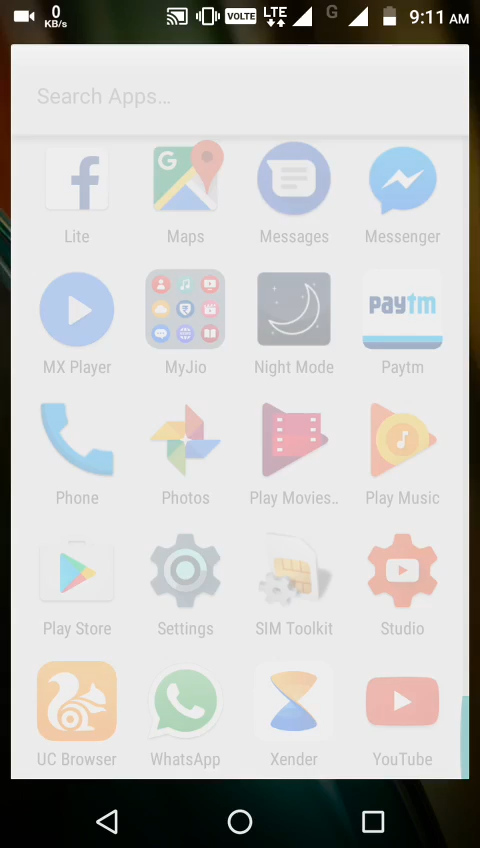 0
KB/s
VOLTE
LTE
G
9:11 AM
Search Apps...
G
Lite
Maps
Messages
Messenger
MX Player
MyJio
Night Mode
Paytm
paytm
Phone
Photos
Play Movies..
Play Music
Play Store
Settings
SIM Toolkit
Studio
UC Browser
WhatsApp
Xender
YouTube